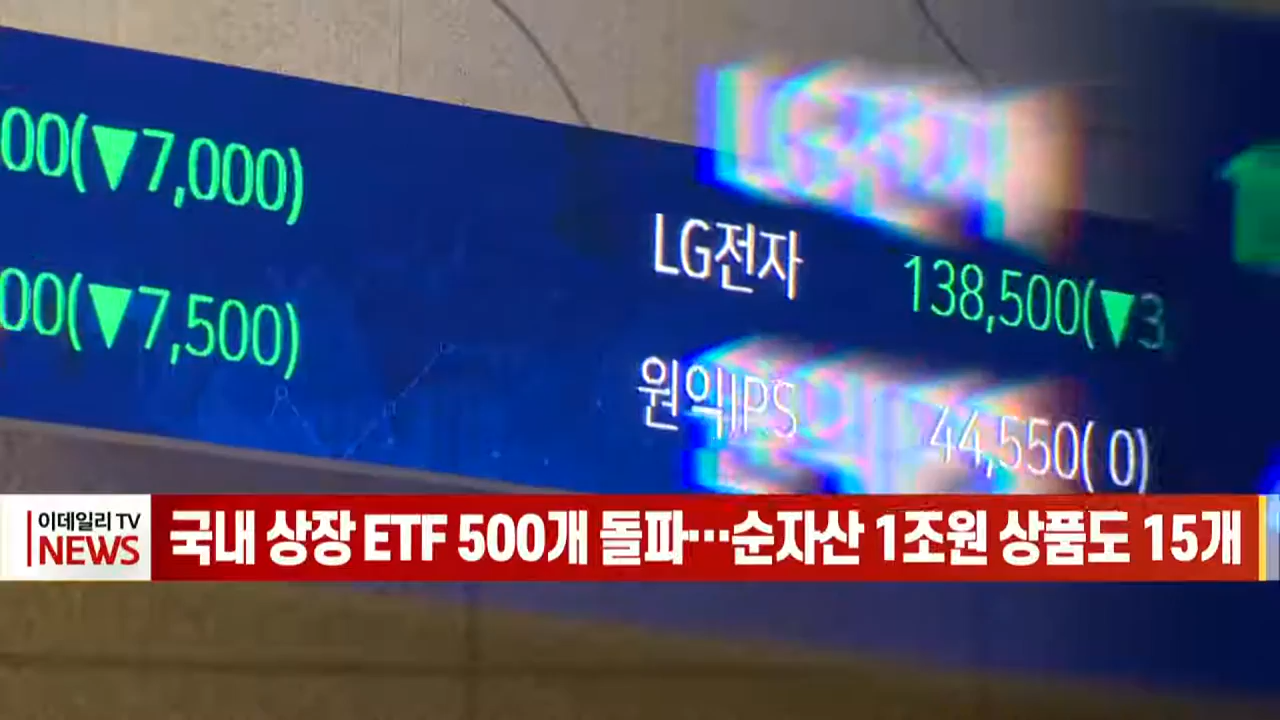 00(▼7,000)
LG전자 138,500(▼3
00(▼7,500)
원익IPS 44,550( 0)
이데일리 TV
NEWS
국내 상장 ETF 500개 돌파…순자산 1조원 상품도 15개